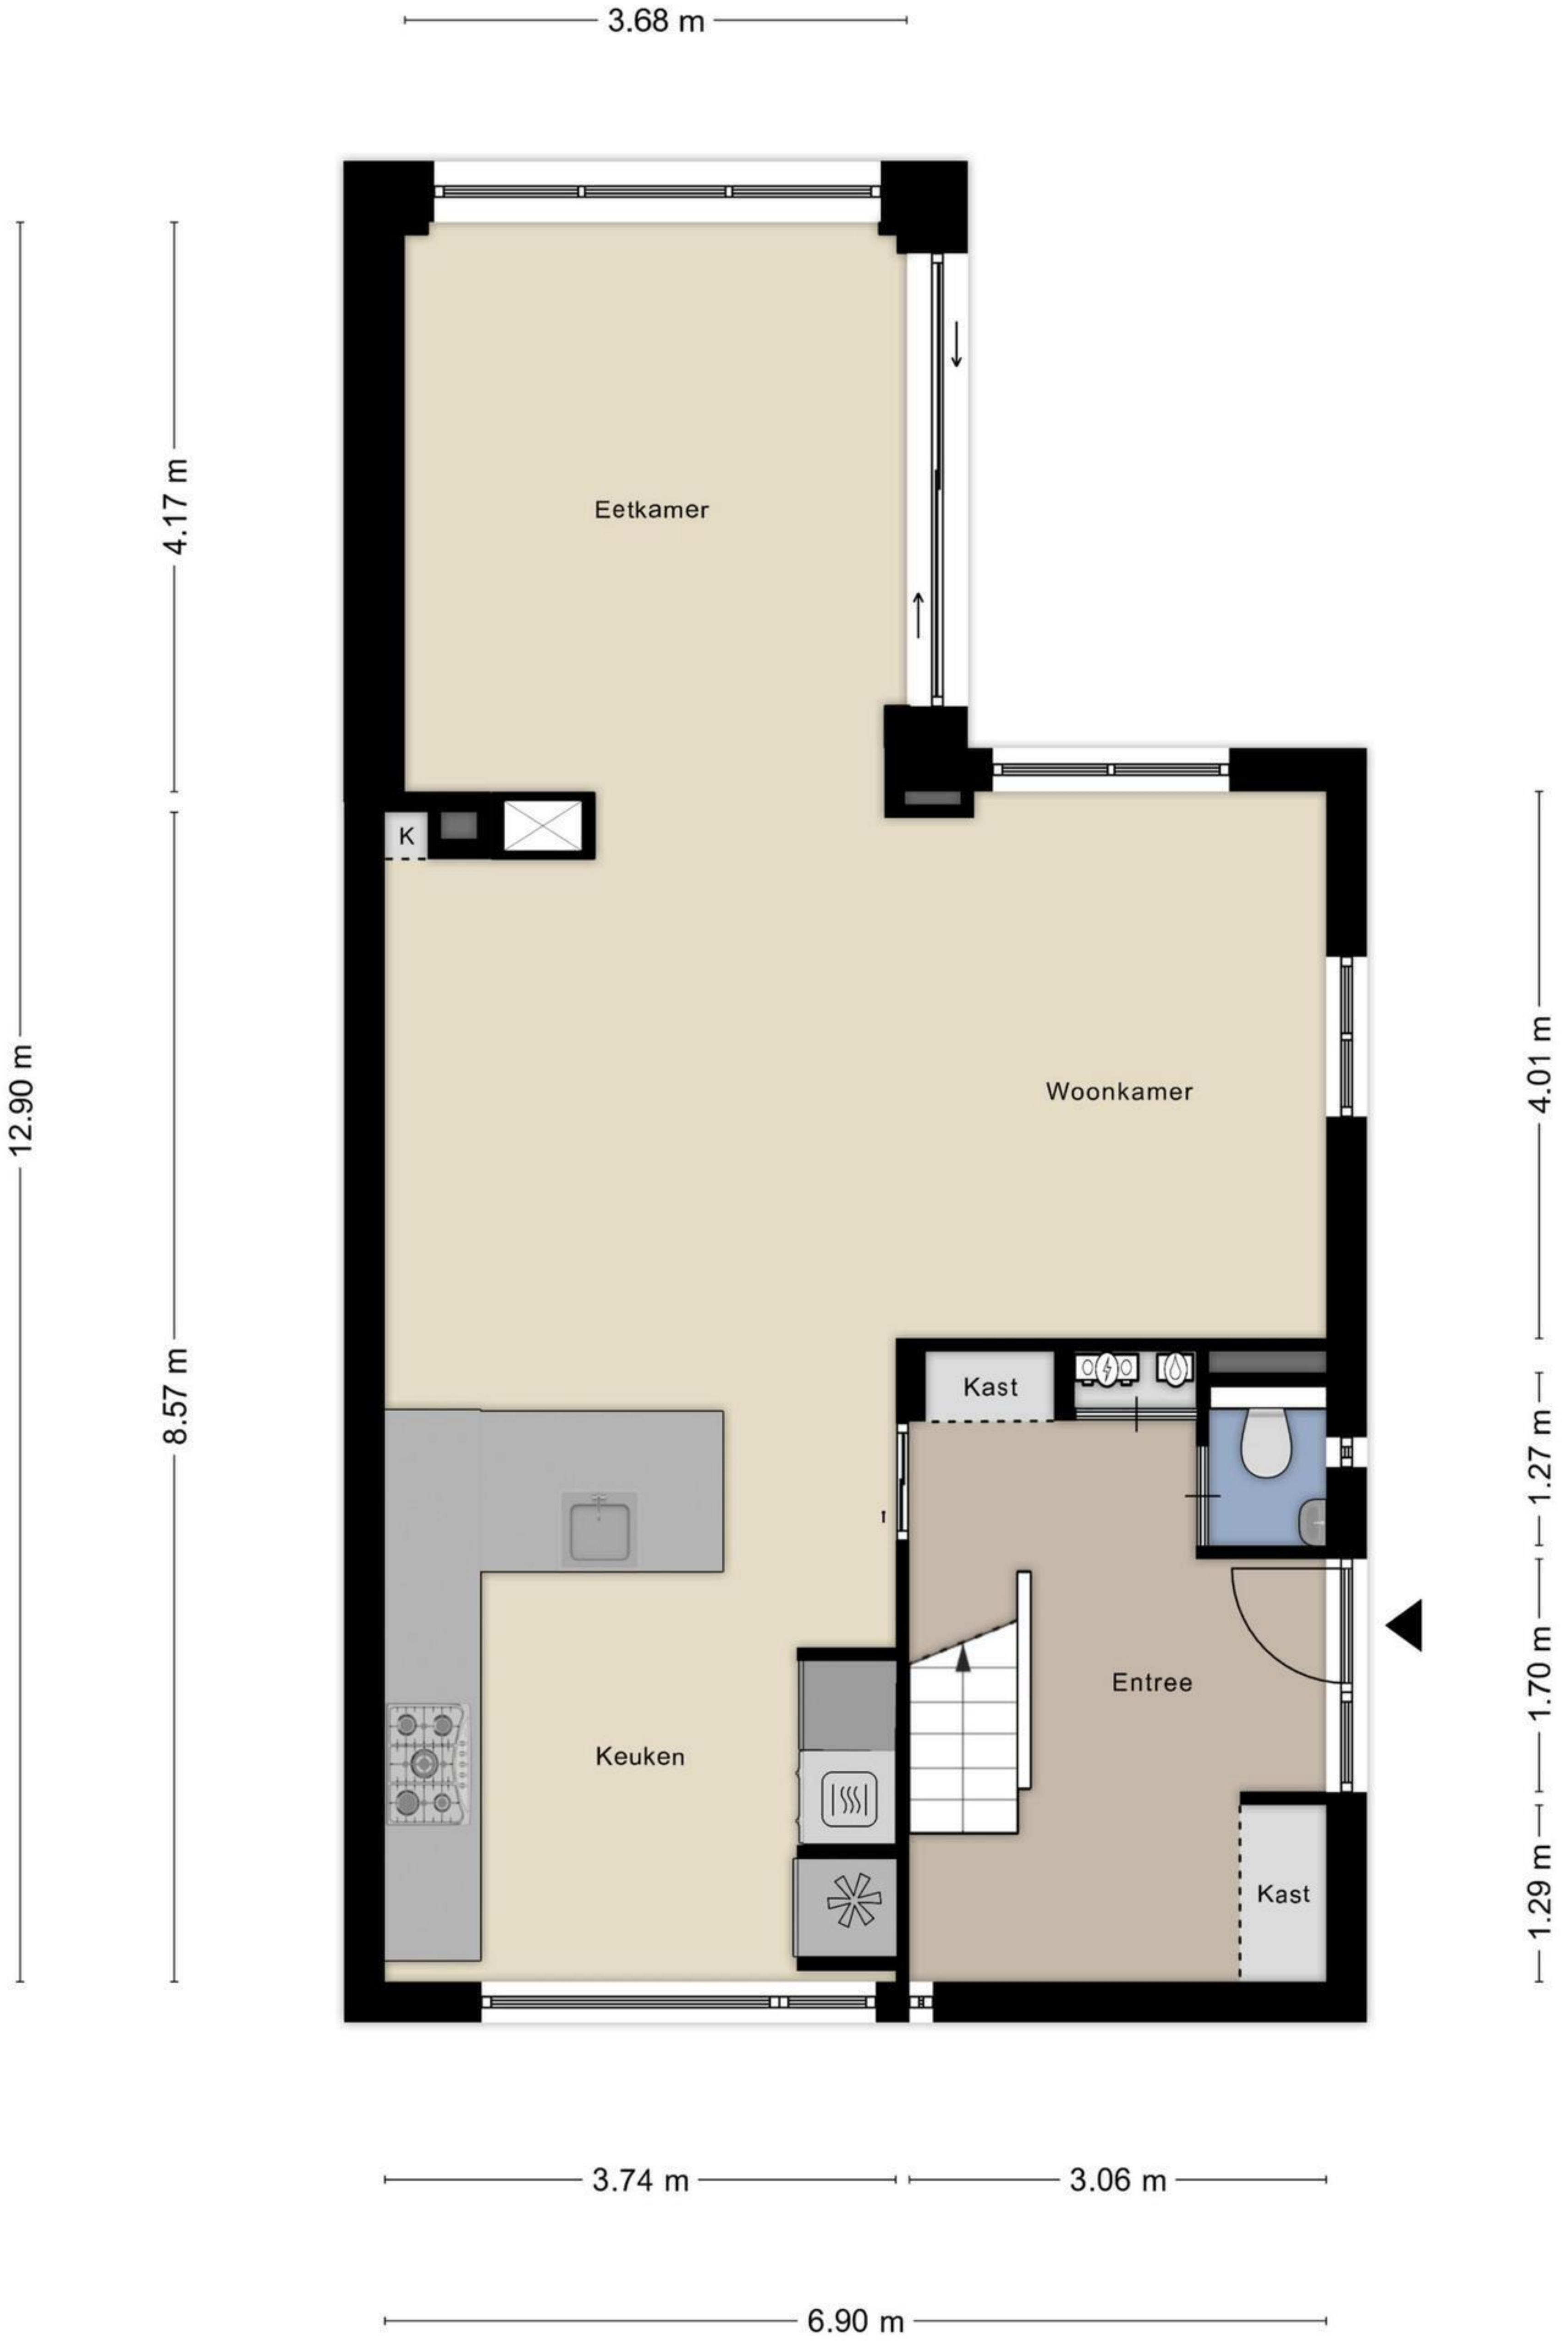 3.68 m
Eetkamer
4.17 m
K
12.90 m
Woonkamer
4.01 m
8.57 m
Kast
1.27 m
Entree
1.70 m
Keuken
Kast
1.29 m
3.74 m
3.06 m
6.90 m